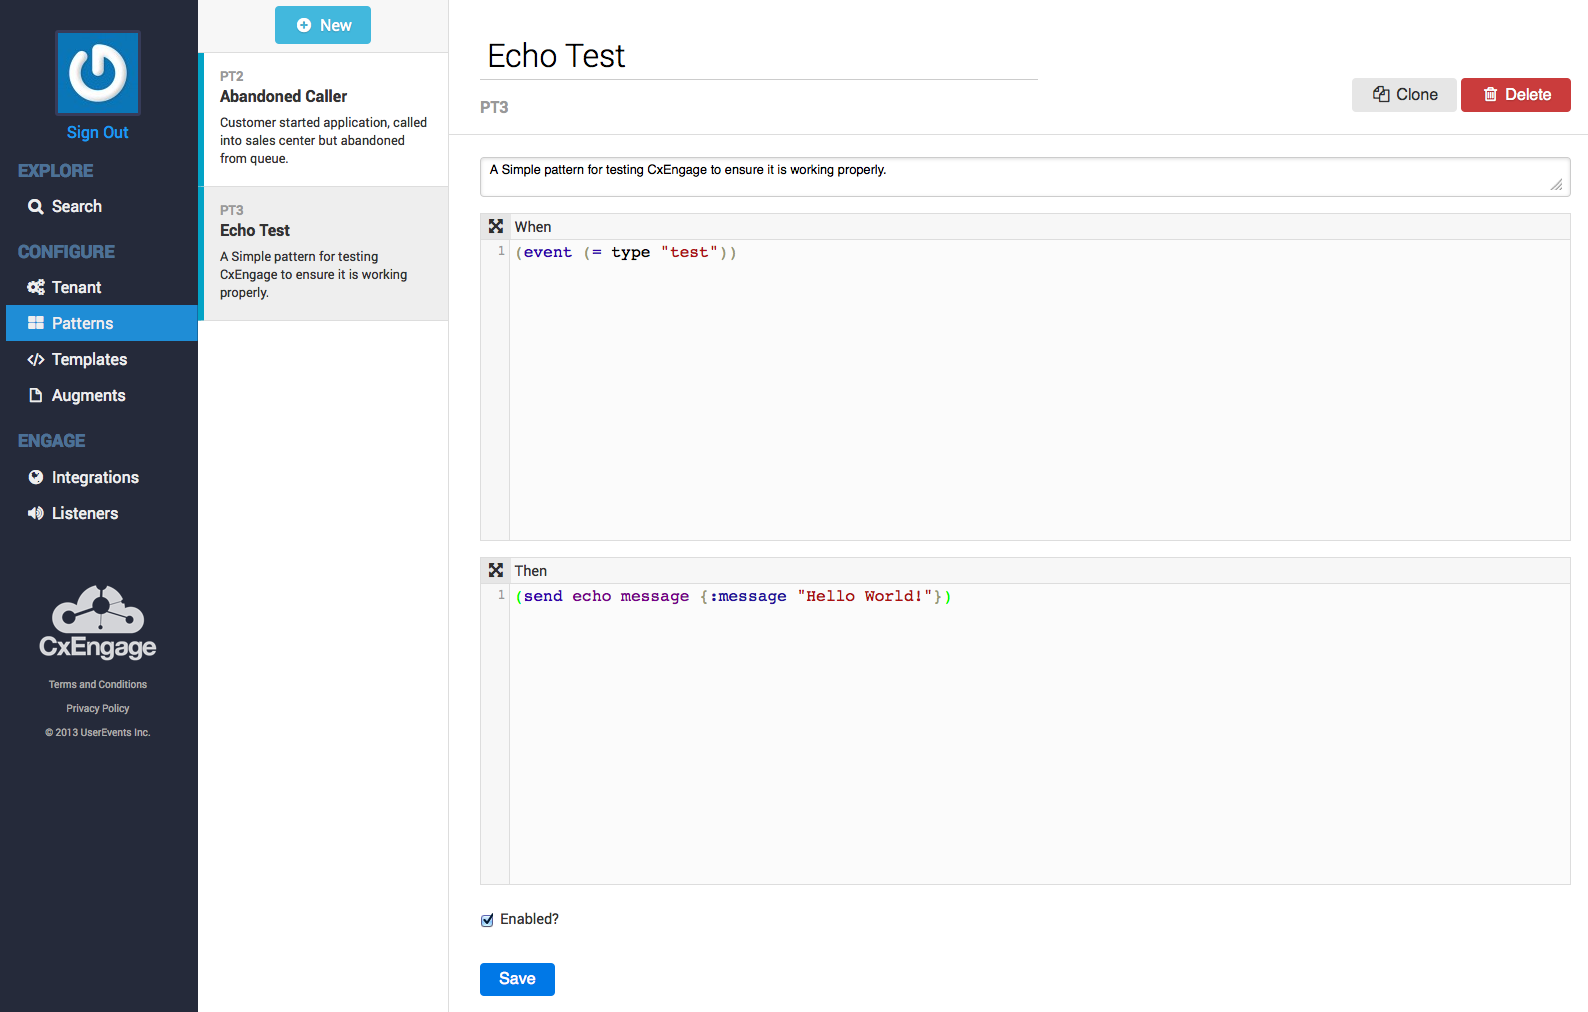 Sign Out
EXPLORE
Search
CONFIGURE
Tenant
Patterns
Templates
Augments
ENGAGE
Integrations
Listeners
CxEngage
Terms and Conditions
Privacy Policy
© 2013 UserEvents Inc.
New
PT2
Abandoned Caller
Customer started application, called
into sales center but abandoned
from queue.
PT3
Echo Test
A Simple pattern for testing
CxEngage to ensure it is working
properly.
Echo Test
PT3
Clone
Delete
A Simple pattern for testing CxEngage to ensure it is working properly.
When
1 (event (= type "test"))
Then
1 (send echo message {:message "Hello World!"})
Enabled?
Save